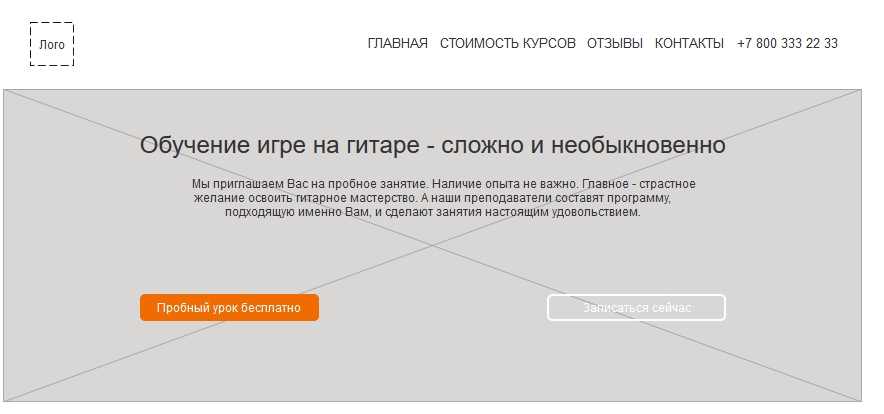 Лого
ГЛАВНАЯ СТОИМОСТЬ КУРСОВ ОТЗЫВЫ КОНТАКТЫ +7 800 333 22 33
Обучение игре на гитаре - сложно и необыкновенно
Мы приглашаем Вас на пробное занятие. Наличие опыта не важно. Главное - страстное
желание освоить гитарное мастерство. А наши преподаватели составят программу,
подходящую именно Вам, и сделают занятия настоящим удовольствием.
Пробный урок бесплатно
Записаться сейчас